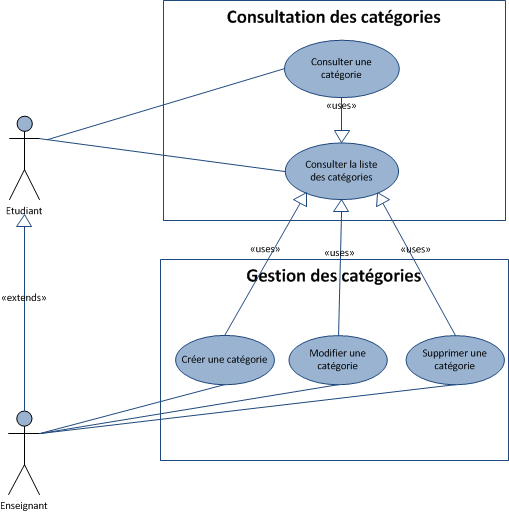 Consultation des catégories
Consulter une
catégorie
«uses»
Consulter la liste
des catégories
Etudiant
«uses»
«uses»
«uses»
Gestion des catégories
«extends»
Créer une catégorie
Modifier une
catégorie
Supprimer une
catégorie
Enseignant